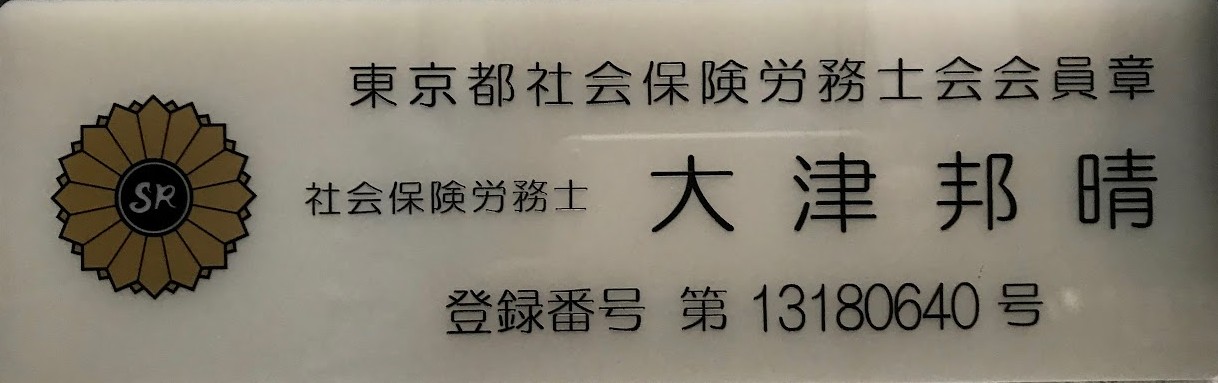 東京都社会保険労務士会会員章
SR
社会保険労務士 大津邦晴
登録番号 第 13180640 号